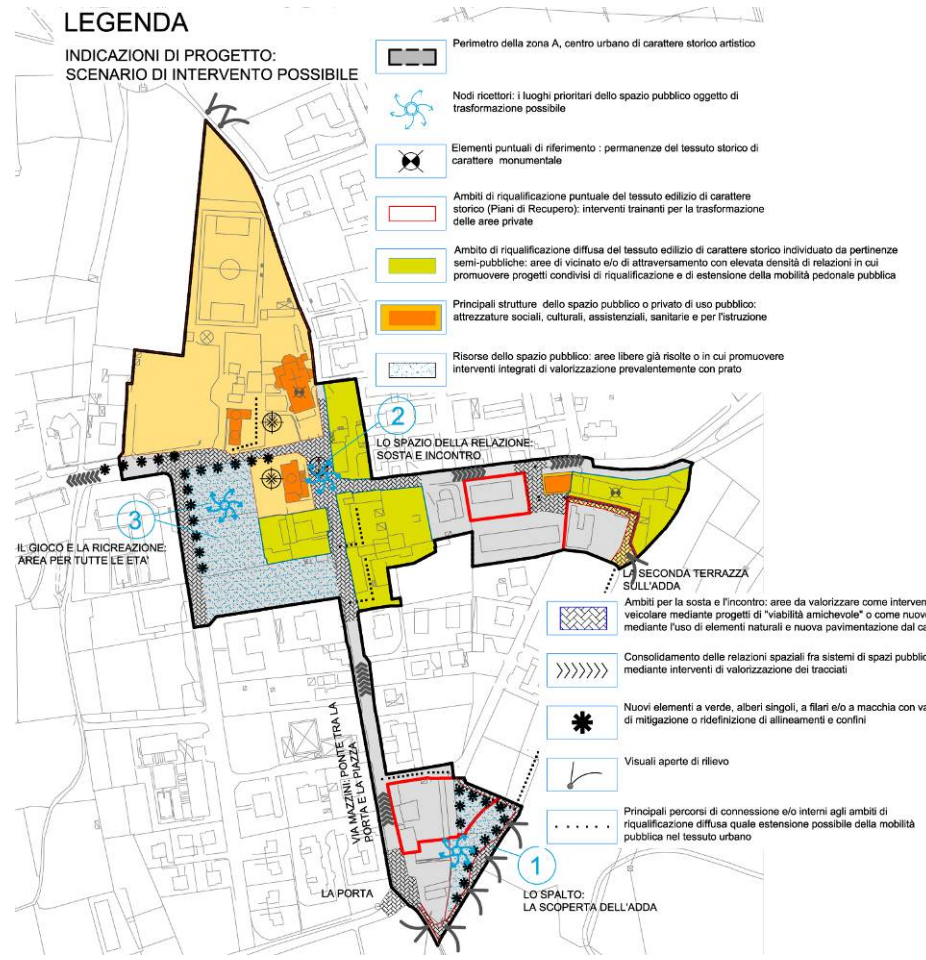 LEGENDA
INDICAZIONI DI PROGETTO:
SCENARIO DI INTERVENTO POSSIBILE
Perimetro della zona A, centro urbano di carattere storico artistico
Nodi ricettori: i luoghi prioritari dello spazio pubblico oggetto di
trasformazione possibile
Elementi puntuali di riferimento : permanenze del tessuto storico di
carattere monumentale
Ambiti di riqualificazione puntuale del tessuto edilizio di carattere
storico (Piani di Recupero): interventi trainanti per la trasformazione
delle aree private
Ambito di riqualificazione diffusa del tessuto edilizio di carattere storico individuato da pertinenze
semi-pubbliche: aree di vicinato e/o di attraversamento con elevata densità di relazioni in cui
promuovere progetti condivisi di riqualificazione e di estensione della mobilità pedonale pubblica
Principali strutture dello spazio pubblico o privato di uso pubblico:
attrezzature sociali, culturali, assistenziali, sanitarie e per l'istruzione
Risorse dello spazio pubblico: aree libere già risolte o in cui promuovere
interventi integrati di valorizzazione prevalentemente con prato
2
LO SPAZIO DELLA RELAZIONE:
SOSTA E INCONTRO
3
IL GIOCO E LA RICREAZIONE:
AREA PER TUTTE LE ETA'
LA SECONDA TERRAZZA
SULL'ADDA
Ambiti per la sosta e l'incontro: aree da valorizzare come interven
veicolare mediante progetti di "viabilità amichevole" o come nuove
mediante l'uso di elementi naturali e nuova pavimentazione dal ca
Consolidamento delle relazioni spaziali fra sistemi di spazi pubblic
mediante interventi di valorizzazione dei tracciati
Nuovi elementi a verde, alberi singoli, a filari e/o a macchia con va
di mitigazione o ridefinizione di allineamenti e confini
Visuali aperte di rilievo
Principali percorsi di connessione e/o interni agli ambiti di
riqualificazione diffusa quale estensione possibile della mobilità
pubblica nel tessuto urbano
VIA MAZZINI: PONTE TRA LA
PORTA E LA PIAZZA
LA PORTA
1
LO SPALTO:
LA SCOPERTA DELL'ADDA